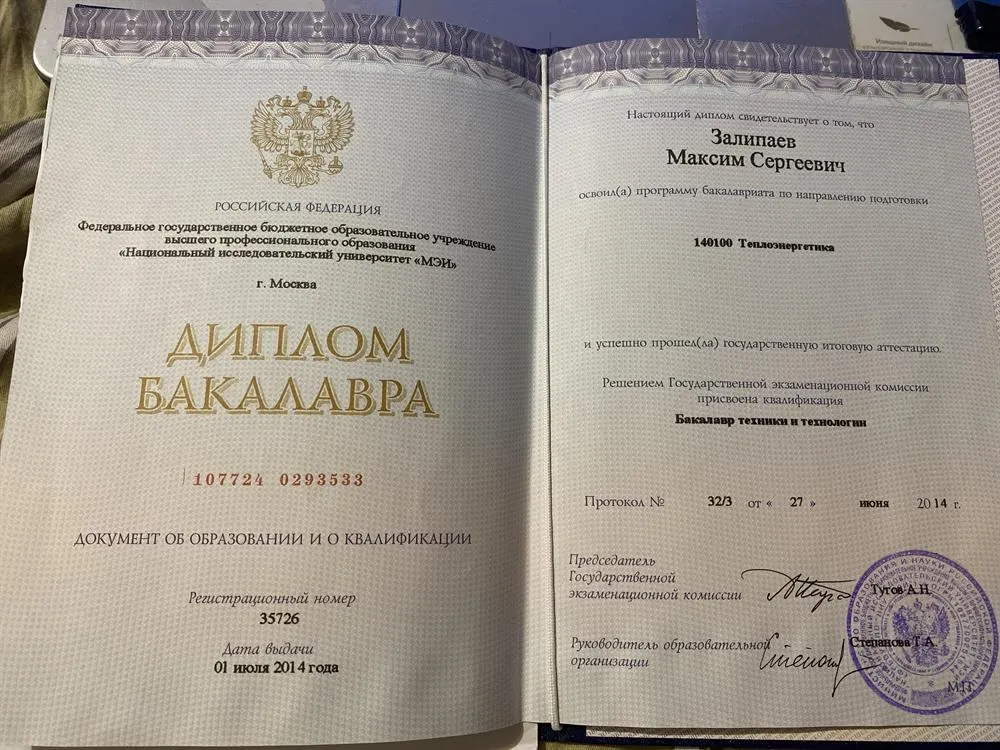 РОССИЙСКАЯ ФЕДЕРАЦИЯ
Федеральное государственное бюджетное образовательное учреждение
высшего профессионального образования
«Национальный исследовательский университет «МЭИ»
г. Москва
ДИПЛОМ
БАКАЛАВРА
107724 0293533
ДОКУМЕНТ ОБ ОБРАЗОВАНИИ И О КВАЛИФИКАЦИИ
Регистрационный номер
35726
Дата выдачи
01 июля 2014 года
Изящный дизайн
Настоящий диплом свидетельствует о том, что
Залипаев
Максим Сергеевич
освоил(а) программу бакалавриата по направлению подготовки
140100 Теплоэнергетика
и успешно прошел(ла) государственную итоговую аттестацию.
Решением Государственной экзаменационной комиссии
присвоена квалификация
Бакалавр техники и технологии
Протокол № 32/3 от « 27 » июня 2014 г.
Председатель
Государственной
экзаменационной комиссии Тугов А.Н.
Руководитель образовательной
организации Степанова Т.А.
М.П.